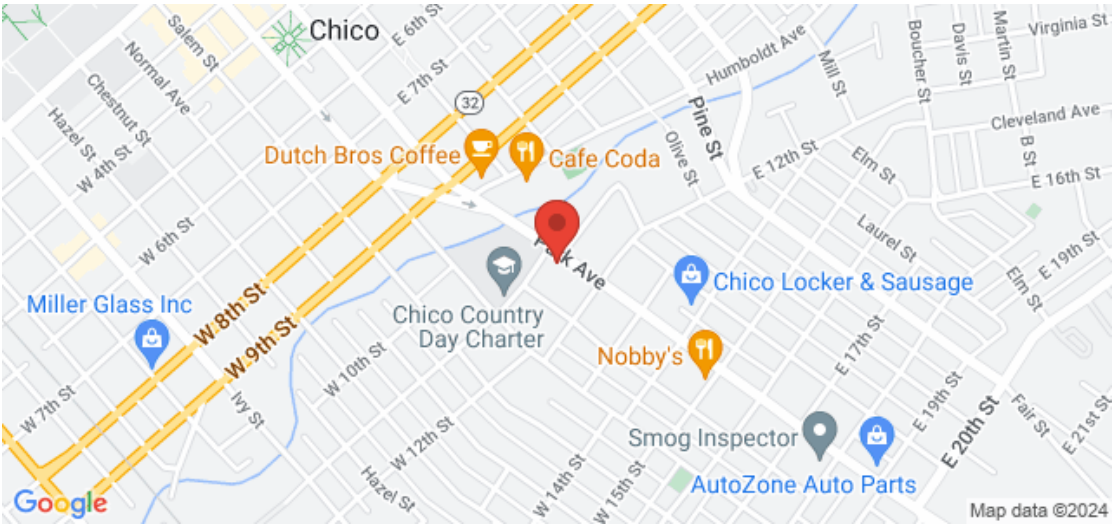 Salem St
Chico
E 6th St
Virginia St
Normal Ave
Boucher St
Davis St
Martin St
Humboldt Ave
E 7th St
Mill St
Chestnut St
Hazel St
32
Pine St
Cleveland Ave
W 4th St
Dutch Bros Coffee
Cafe Coda
Olive St
E 12th St
Elm St
B St
E 16th St
W 6th St
Park Ave
Laurel St
E 19th St
Elm St
Chico Locker & Sausage
Miller Glass Inc
W 8th St
Chico Country
Day Charter
W 9th St
Nobby's
E 17th St
W 10th St
W 7th St
Ivy St
E 19th St
Fair St
E 21st St
E 20th St
W 12th St
Smog Inspector
Hazel St
W 14th St
W 15th St
AutoZone Auto Parts
Google
Map data ©2024